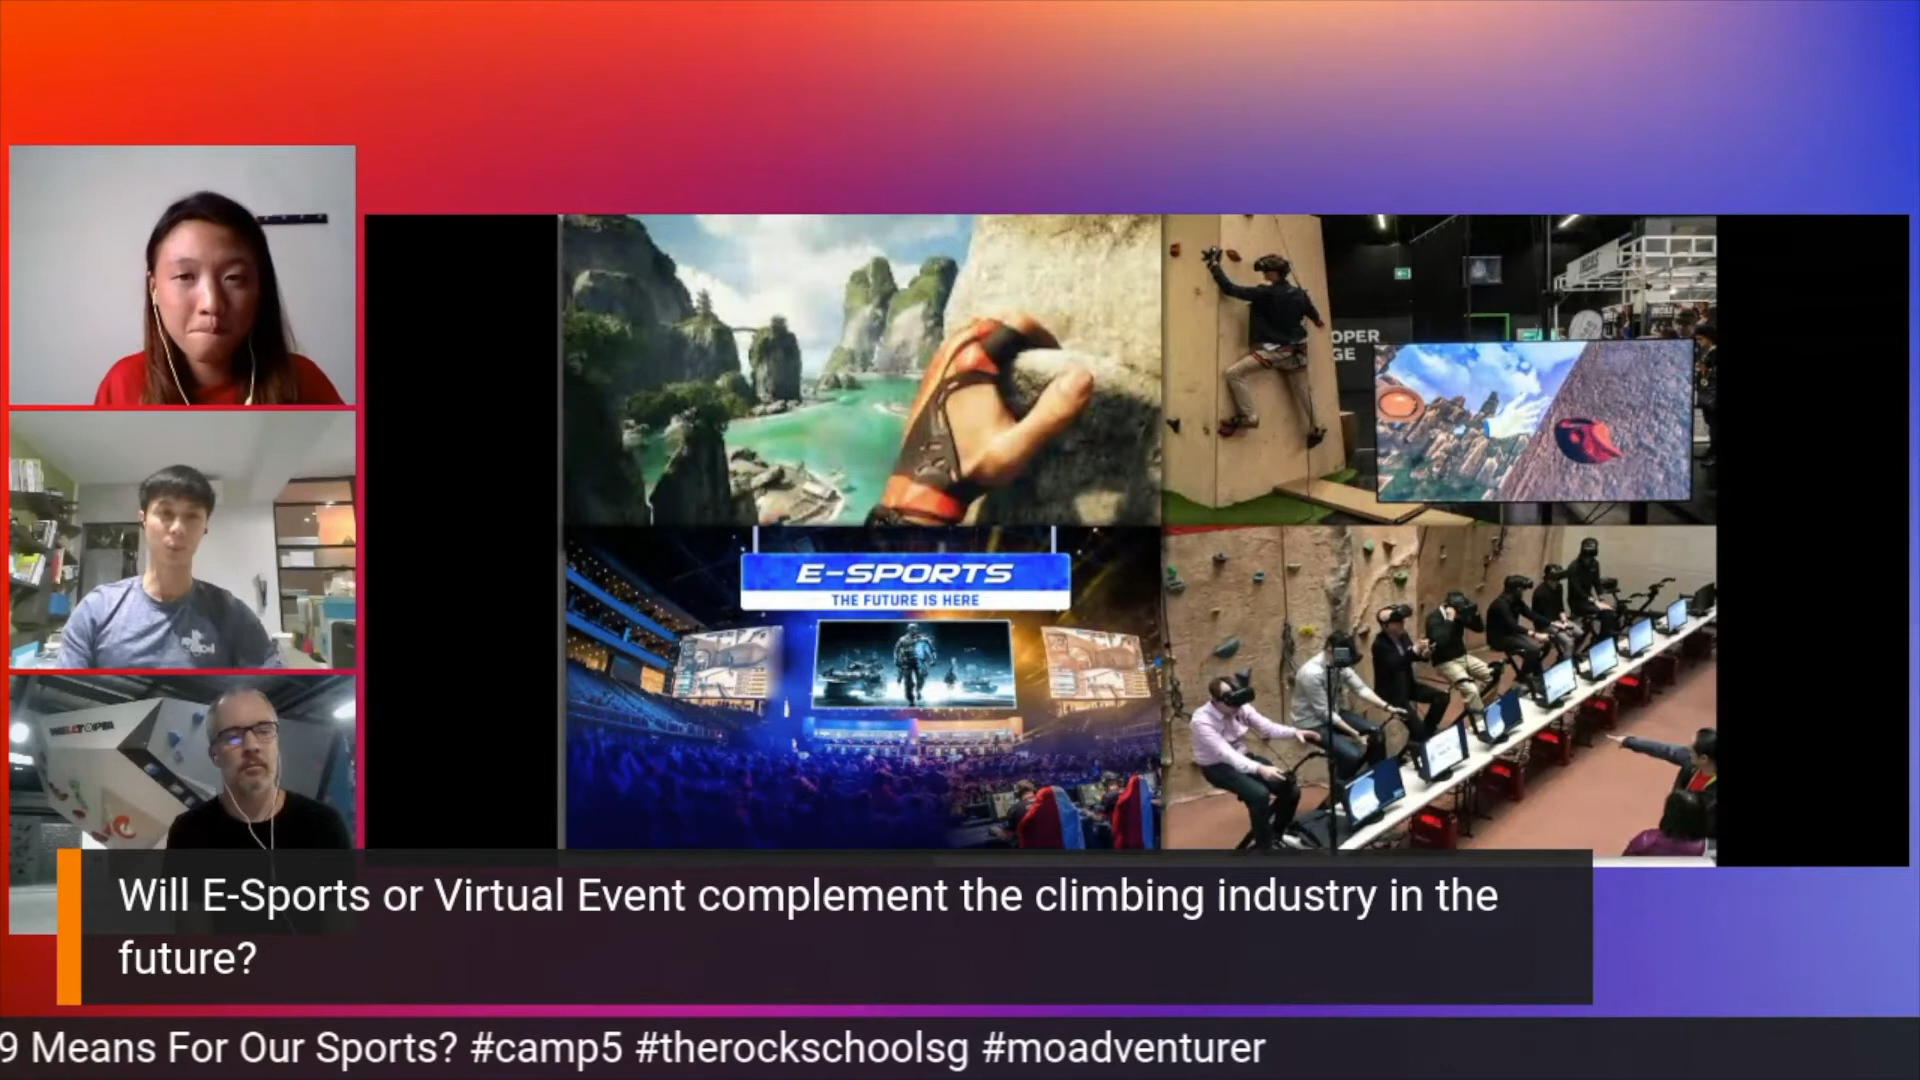 OPER
GE
E-SPORTS
THE FUTURE IS HERE
Will E-Sports or Virtual Event complement the climbing industry in the
future?
9 Means For Our Sports? #camp5 #therockschoolsg #moadventurer